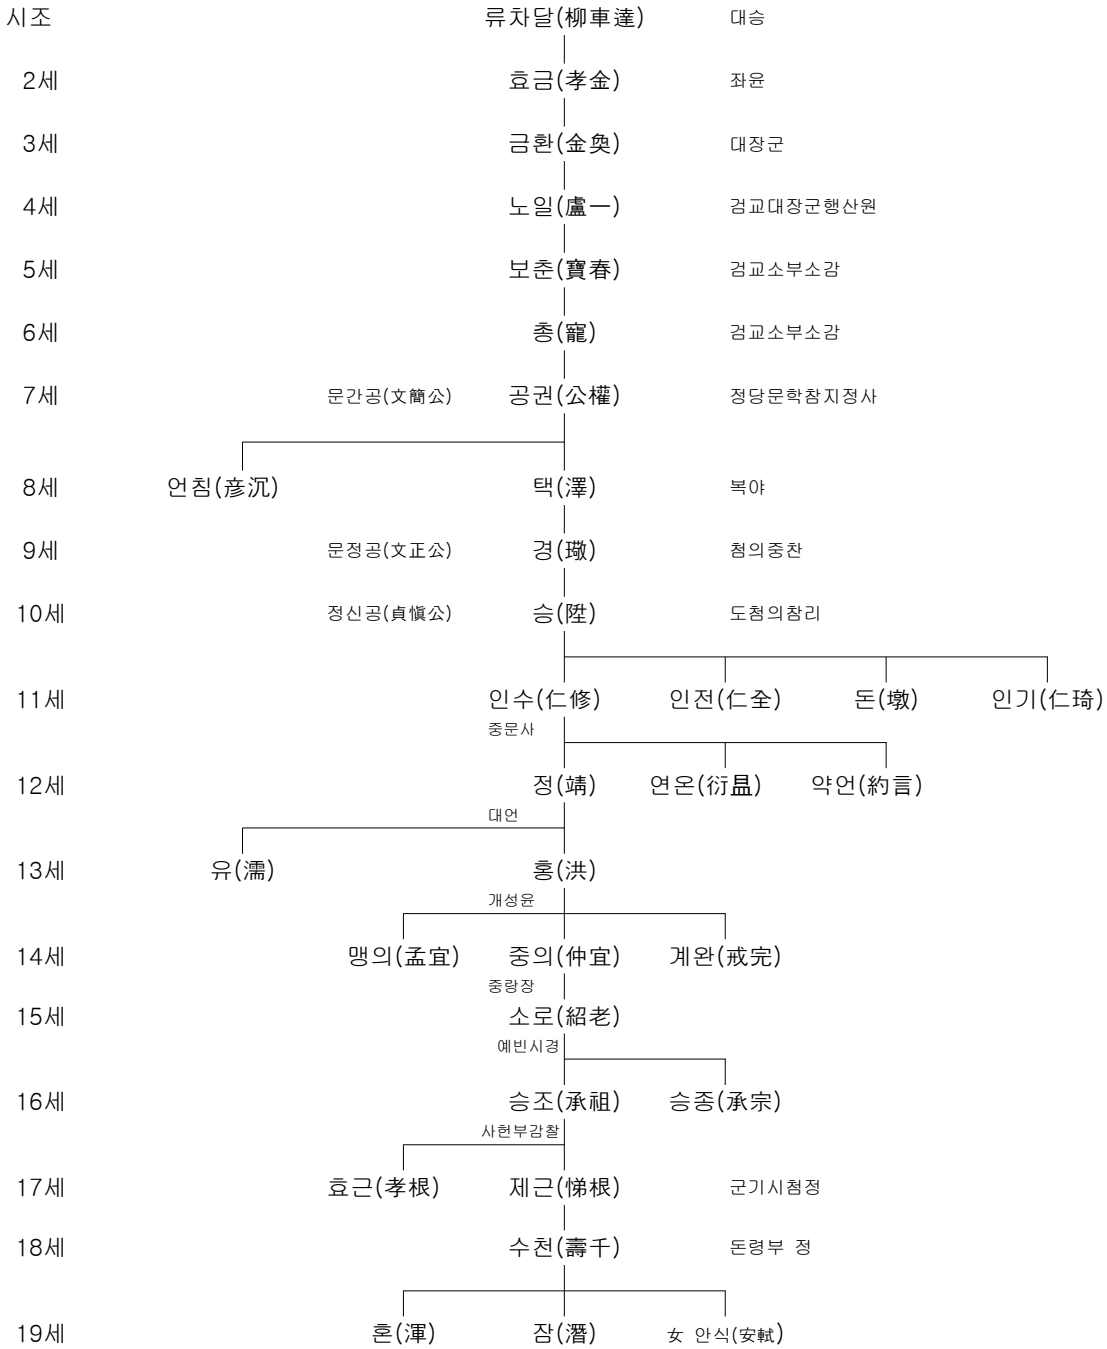 시조 류차달(柳車達) 대승
2세 효금(孝金) 좌윤
3세 금환(金奐) 대장군
4세 노일(盧一) 검교대장군행산원
5세 보춘(寶春) 검교소부소감
6세 총(寵) 검교소부소감
7세 문간공(文簡公) 공권(公權) 정당문학참지정사
8세 언침(彦沉) 택(澤) 복야
9세 문정공(文正公) 경(璥) 첨의중찬
10세 정신공(貞愼公) 승(陞) 도첨의참리
11세 인수(仁修) 인전(仁全) 돈(墩) 인기(仁琦)
중문사
12세 정(靖) 연온(衍昷) 약언(約言)
대언
13세 유(濡) 홍(洪)
개성윤
14세 맹의(孟宜) 중의(仲宜) 계완(戒完)
중랑장
15세 소로(紹老)
예빈시경
16세 승조(承祖) 승종(承宗)
사헌부감찰
17세 효근(孝根) 제근(悌根) 군기시첨정
18세 수천(壽千) 돈령부 정
19세 혼(渾) 잠(潛) 女 안식(安軾)